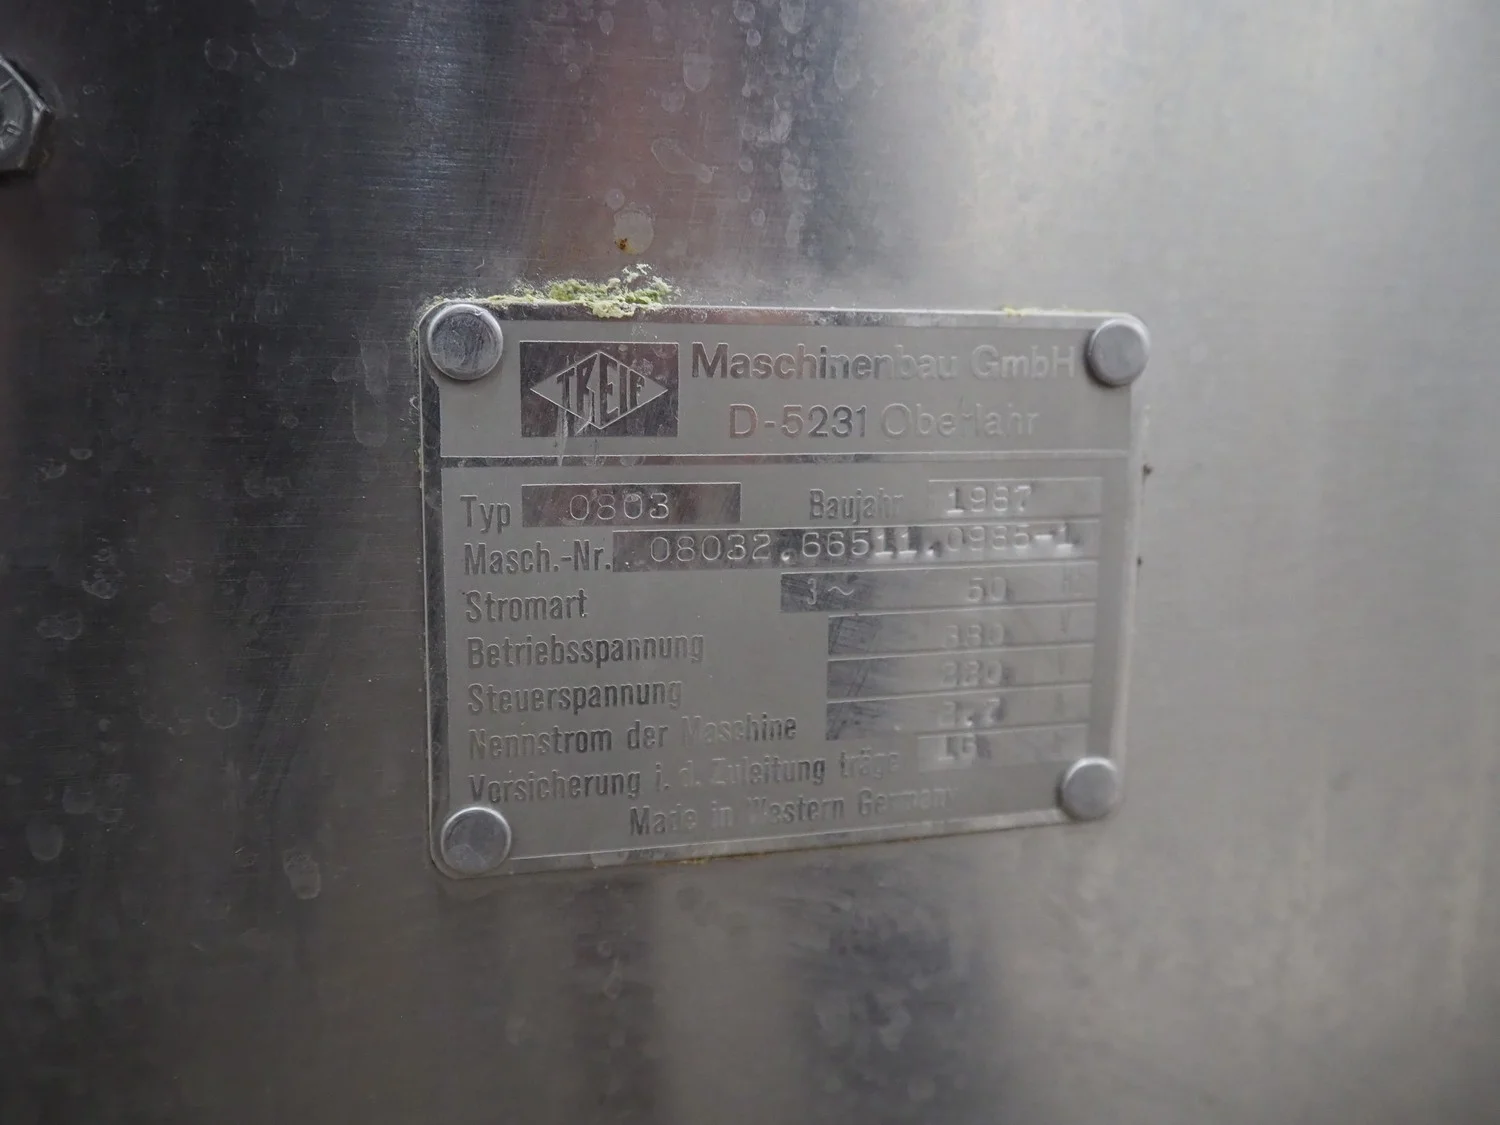 TREIF Maschinenbau GmbH
D-5231 Oberlahr
Typ 0803 Baujahr 1987
Masch.-Nr. 08032.66511.0985-1
Stromart 3~ 50 H
Betriebsspannung 380 V
Steuerspannung
Nennstrom der Maschine
Vorsicherung i. d. Zuleitung träge 16
Made in Western Germany